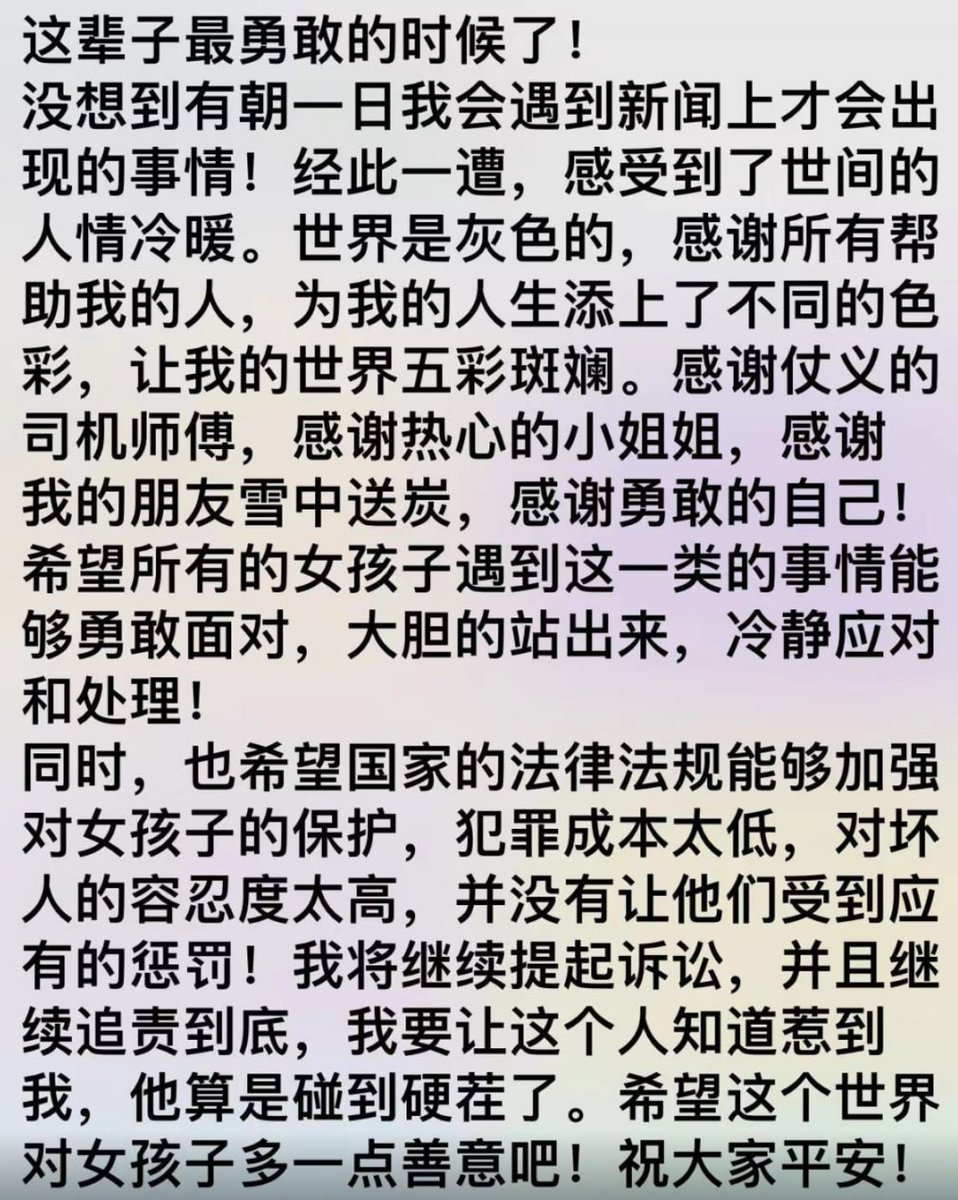 这辈子最勇敢的时候了！
没想到有朝一日我会遇到新闻上才会出
现的事情！经此一遭，感受到了世间的
人情冷暖。世界是灰色的，感谢所有帮
助我的人，为我的人生添上了不同的色
彩，让我的世界五彩斑斓。感谢仗义的
司机师傅，感谢热心的小姐姐，感谢
我的朋友雪中送炭，感谢勇敢的自己！
希望所有的女孩子遇到这一类的事情能
够勇敢面对，大胆的站出来，冷静应对
和处理！
同时，也希望国家的法律法规能够加强
对女孩子的保护，犯罪成本太低，对坏
人的容忍度太高，并没有让他们受到应
有的惩罚！我将继续提起诉讼，并且继
续追责到底，我要让这个人知道惹到
我，他算是碰到硬茬了。希望这个世界
对女孩子多一点善意吧！祝大家平安！